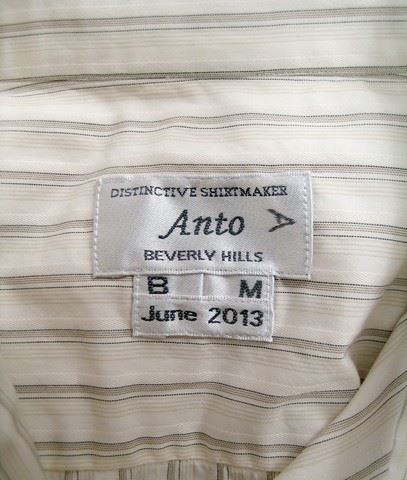 DISTINCTIVE SHIRTMAKER
Anto A
BEVERLY HILLS
B M
June 2013